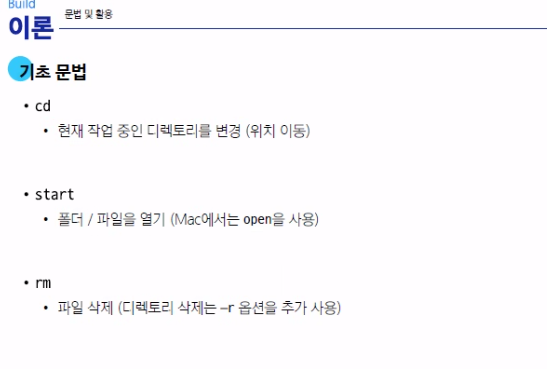 Build
이론
문법 및 활용
기초 문법
• cd
• 현재 작업 중인 디렉토리를 변경 (위치 이동)
• start
• 폴더 / 파일을 열기 (Mac에서는 open을 사용)
• rm
• 파일 삭제 (디렉토리 삭제는 –r 옵션을 추가 사용)